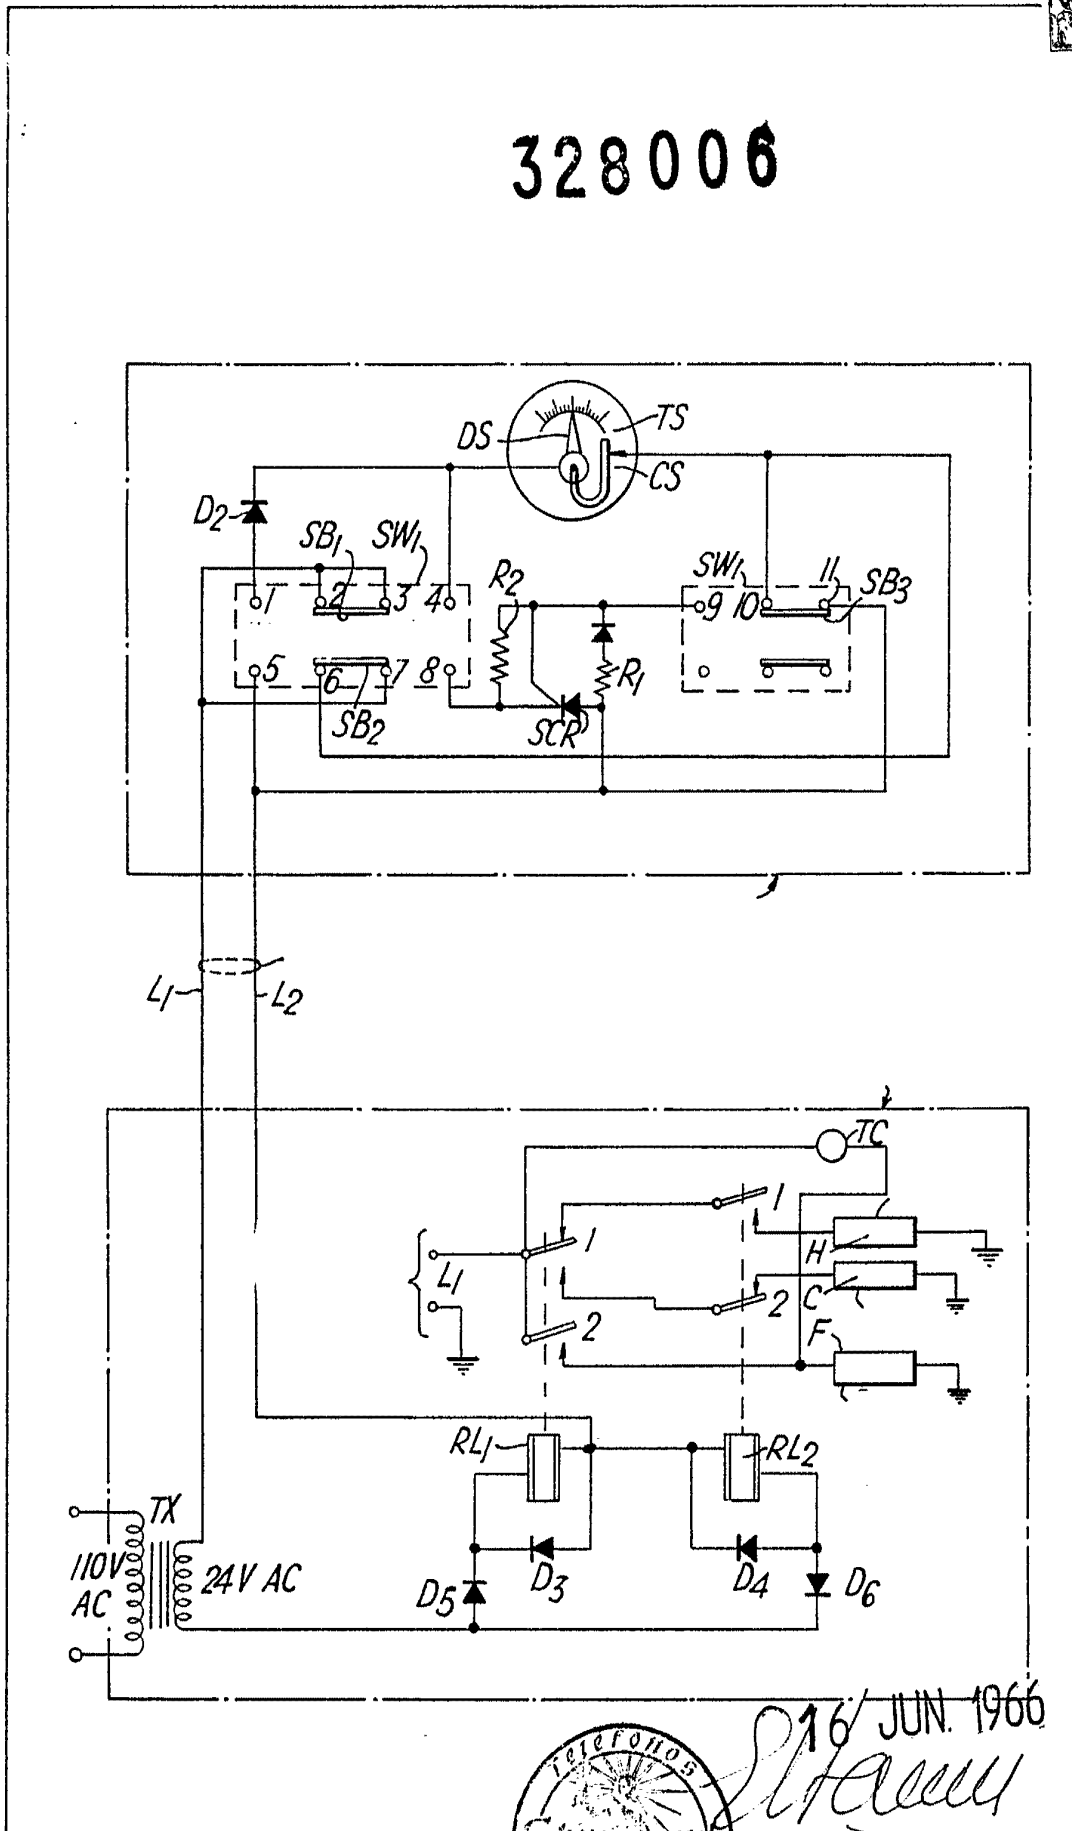 328006
TS
DS
CS
D2
SB1
SW1
R2
SW1
11
SB3
1
2
3
4
9
10
5
6
7
8
R1
SB2
SCR
L1
L2
TC
1
1
H
L1
C
2
2
F
RL1
RL2
TX
110V
AC
24V AC
D3
D4
D5
D6
16 JUN. 1966
Telefonos